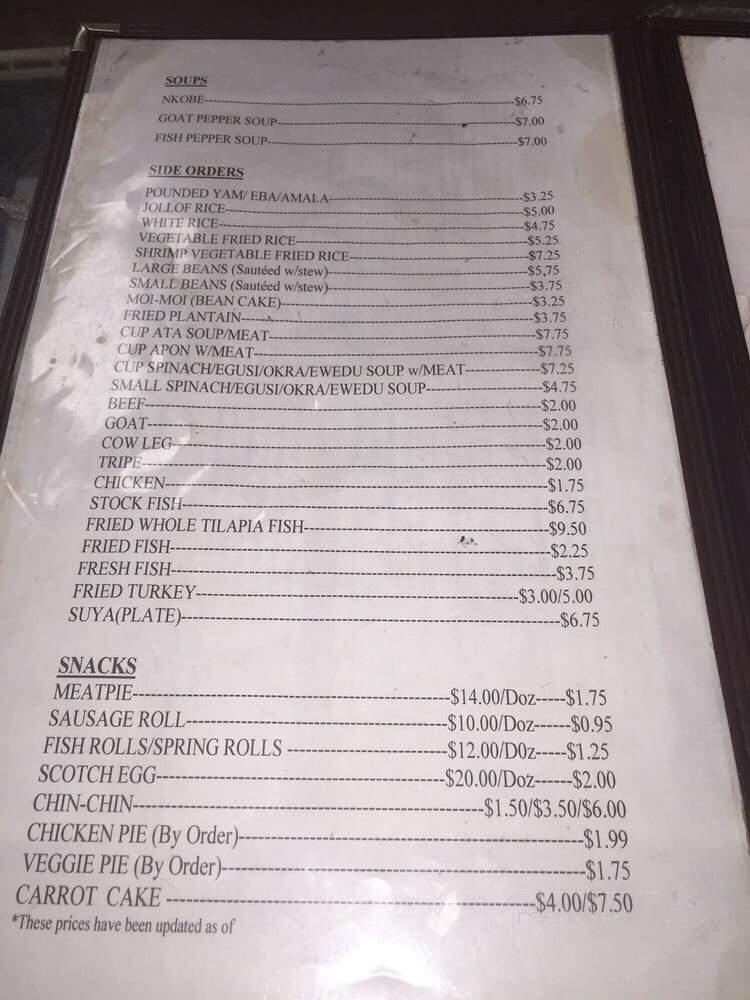 SOUPS
NKOBE---$6.75
GOAT PEPPER SOUP---$7.00
FISH PEPPER SOUP---$7.00
SIDE ORDERS
POUNDED YAM/ EBA/AMALA---$3.25
JOLLOF RICE---$5.00
WHITE RICE---$4.75
VEGETABLE FRIED RICE---$5.25
SHRIMP VEGETABLE FRIED RICE---$7.25
LARGE BEANS (Sautéed w/stew)---$5,75
SMALL BEANS (Sautéed w/stew)---$3.75
MOI-MOI (BEAN CAKE)---$3.25
FRIED PLANTAIN---$3.75
CUP ATA SOUP/MEAT---$7.75
CUP APON W/MEAT---$7.75
CUP SPINACH/EGUSI/OKRA/EWEDU SOUP w/MEAT---$7.25
SMALL SPINACH/EGUSI/OKRA/EWEDU SOUP---$4.75
BEEF---$2.00
GOAT---$2.00
COW LEG---$2.00
TRIPE---$2.00
CHICKEN---$1.75
STOCK FISH---$6.75
FRIED WHOLE TILAPIA FISH---$9.50
FRIED FISH---$2.25
FRESH FISH---$3.75
FRIED TURKEY---$3.00/5.00
SUYA(PLATE)---$6.75
SNACKS
MEATPIE---$14.00/Doz-----$1.75
SAUSAGE ROLL---$10.00/Doz------$0.95
FISH ROLLS/SPRING ROLLS ---$12.00/D0z-----$1.25
SCOTCH EGG---$20.00/Doz------$2.00
CHIN-CHIN---$1.50/$3.50/$6.00
CHICKEN PIE (By Order)---$1.99
VEGGIE PIE (By Order)---$1.75
CARROT CAKE ---$4.00/$7.50
*These prices have been updated as of